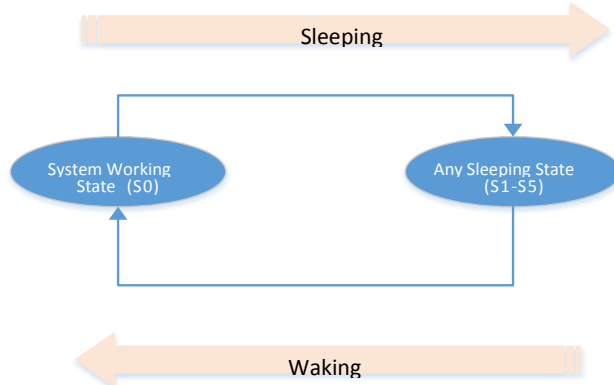 Sleeping
System Working
State (S0)
Any Sleeping State
(S1-S5)
Waking